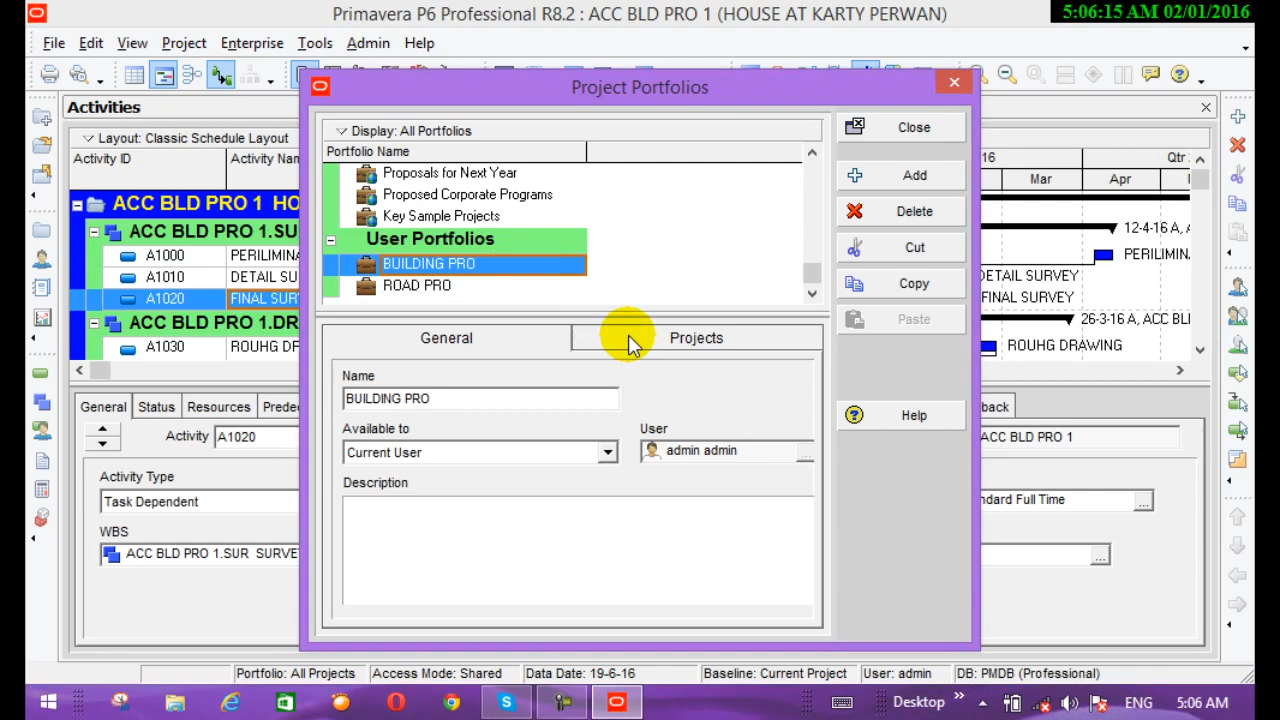 Primavera P6 Professional R8.2 : ACC BLD PRO 1 (HOUSE AT KARTY PERWAN)
5:06:15 AM 02/01/2016
File Edit View Project Enterprise Tools Admin Help
Activities
Layout: Classic Schedule Layout
Activity ID
Activity Nan
ACC BLD PRO 1 HO
ACC BLD PRO 1.SU
A1000 PERILIMINA
A1010 DETAIL SURV
A1020 FINAL SUR
ACC BLD PRO 1.DR
A1030 ROUHG DRAWI
Project Portfolios
Display: All Portfolios
Portfolio Name
Proposals for Next Year
Proposed Corporate Programs
Key Sample Projects
User Portfolios
BUILDING PRO
ROAD PRO
General
Projects
Name
BUILDING PRO
Available to
User
Current User
admin admin
...
Description
Close
Add
Delete
Cut
Copy
Paste
Help
16
Qtr
Mar
Apr
12-4-16 A,
PERILIMIN
DETAIL SURVEY
FINAL SURVEY
26-3-16 A, ACC BL
ROUHG DRAWING
General Status Resources Predec
back
Activity A1020
ACC BLD PRO 1
Activity Type
Task Dependent
ndard Full Time
...
WBS
ACC BLD PRO 1.SUR SURVE
...
Portfolio: All Projects
Access Mode: Shared
Data Date: 19-6-16
Baseline: Current Project
User: admin
DB: PMDB (Professional)
Desktop
ENG
5:06 AM